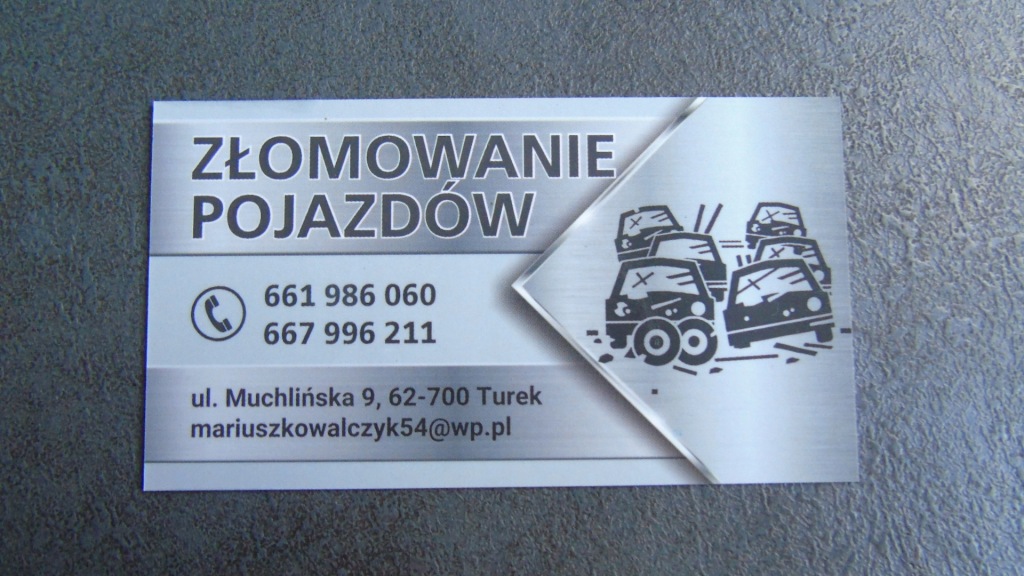 ZŁOMOWANIE
POJAZDÓW
661 986 060
667 996 211
ul. Muchlińska 9, 62-700 Turek
mariuszkowalczyk54@wp.pl